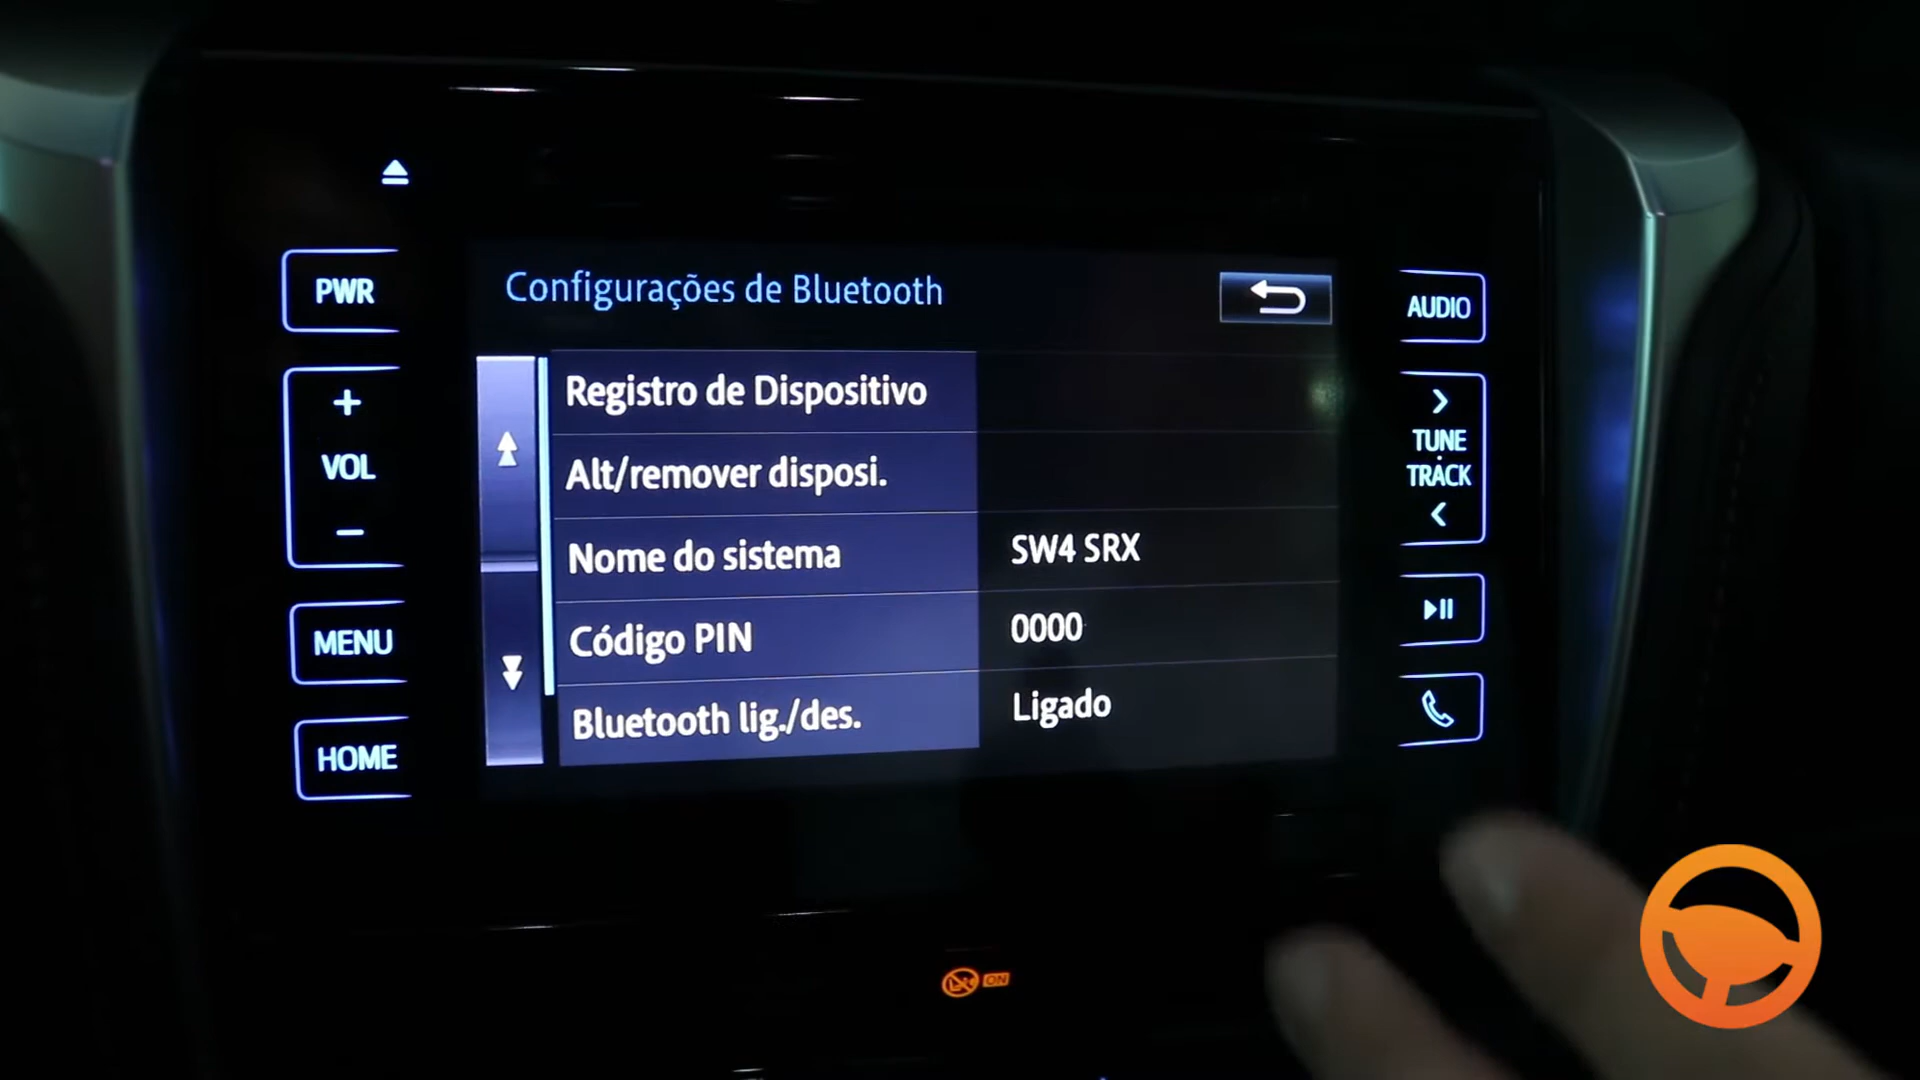 PWR
+
VOL
−
MENU
HOME
Configurações de Bluetooth
Registro de Dispositivo
Alt/remover disposi.
Nome do sistema SW4 SRX
Código PIN 0000
Bluetooth lig./des. Ligado
AUDIO
TUNE
TRACK
ON